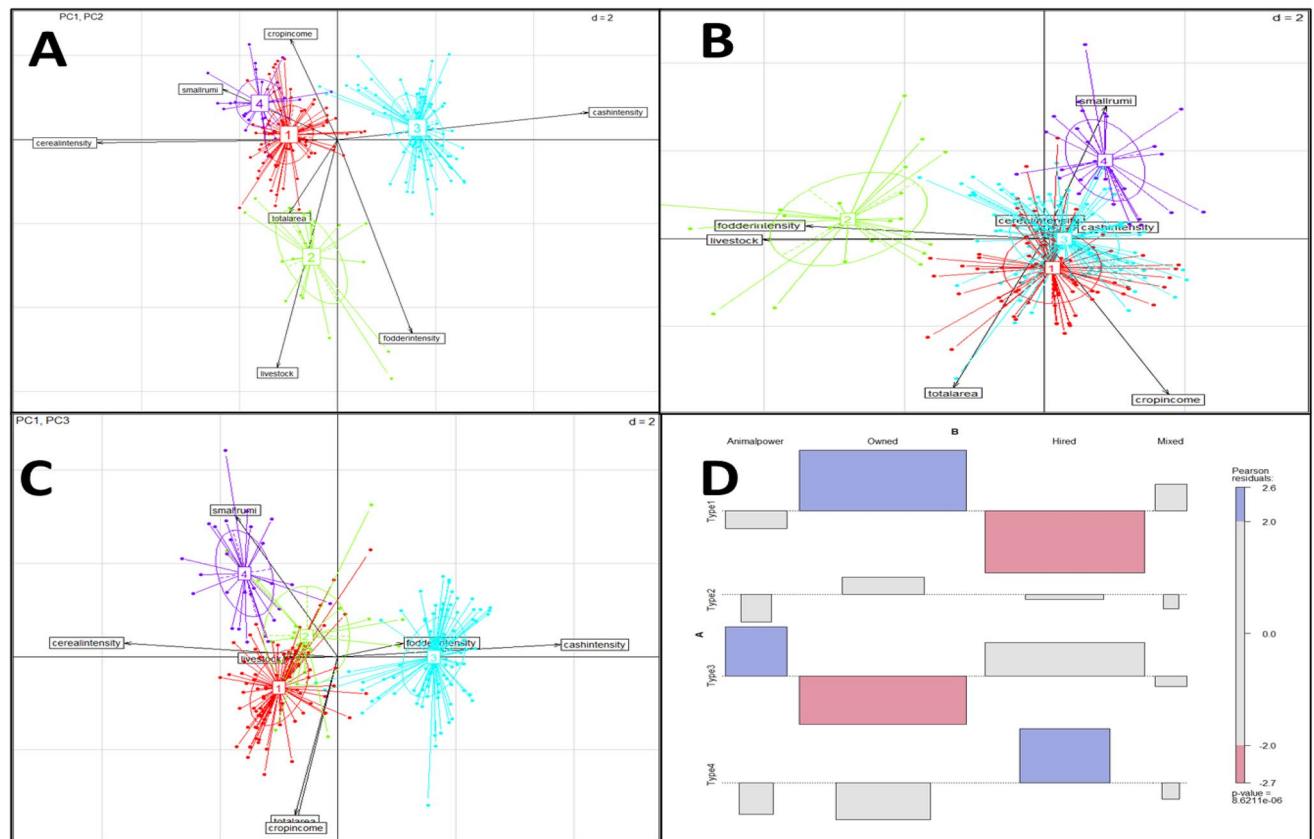 PC1, PC2
d = 2
A
cropincome
smallrumi
4
1
3
cashintensity
cerealintensity
totalarea
2
fodderintensity
livestock
B
d = 2
smallrumi
4
2
cerealintensity
fodderintensity
cashintensity
livestock
3
1
totalarea
cropincome
PC1, PC3
d = 2
C
smallrumi
4
cerealintensity
2
fodderintensity
cashintensity
livestock
3
1
totalarea
cropincome
D
B
Animalpower Owned Hired Mixed
A
Type1
Type2
Type3
Type4
Pearson
residuals:
2.6
2.0
0.0
-2.0
-2.7
p-value =
8.6211e-06